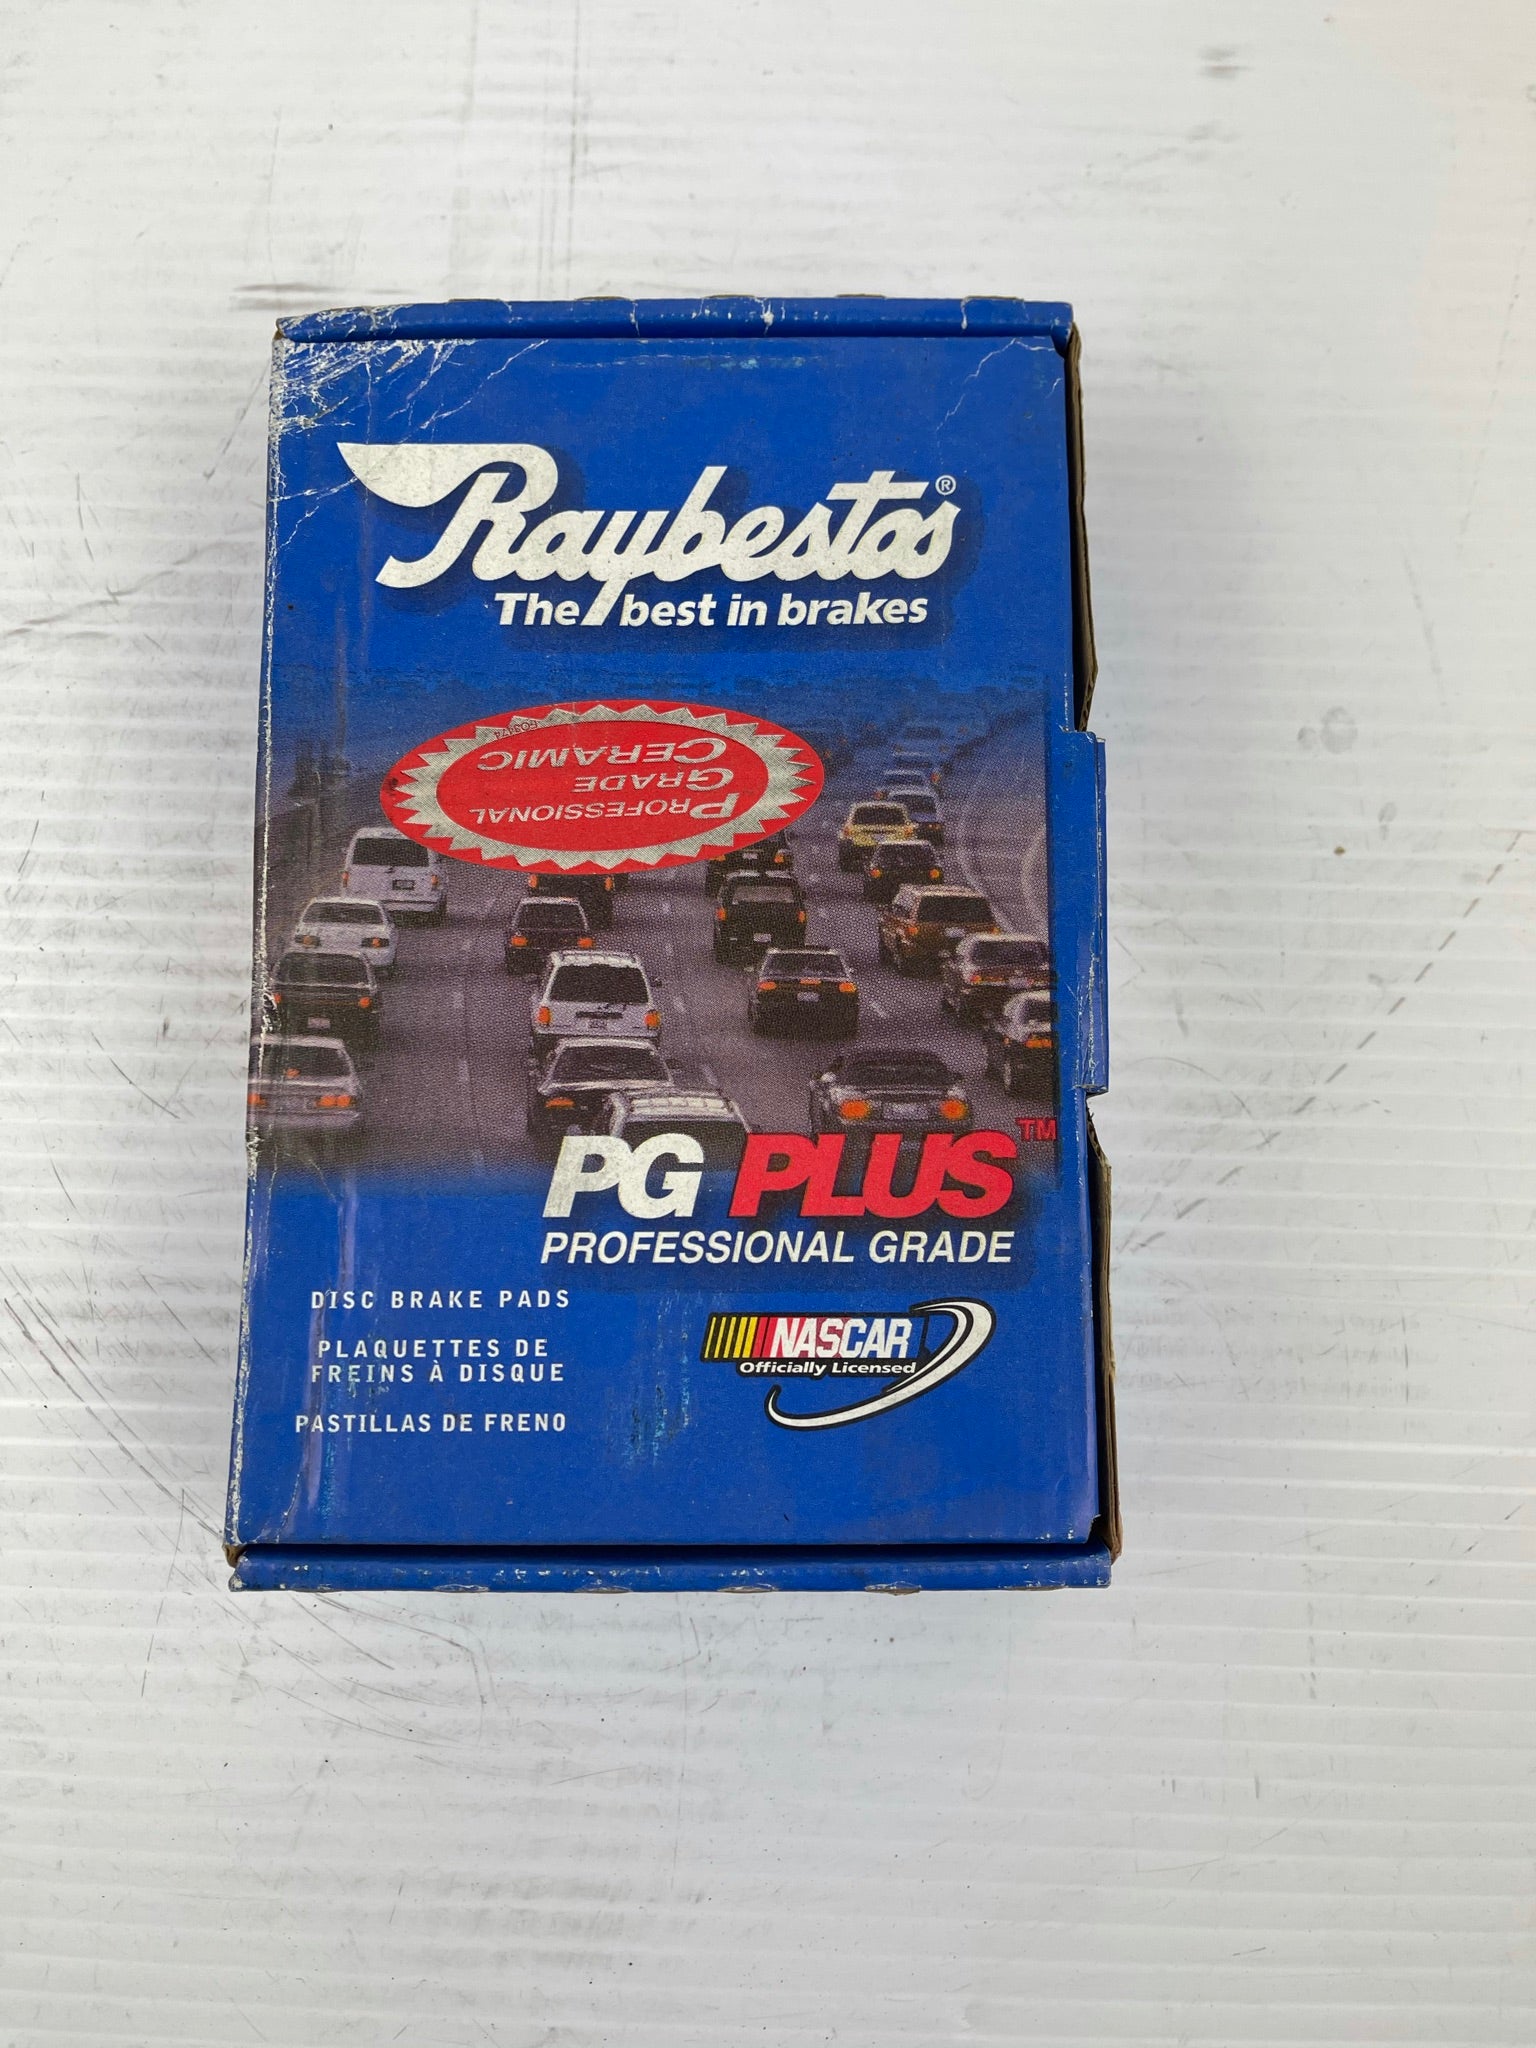 Raybestos®
The best in brakes
PROFESSIONAL
GRADE
CERAMIC
PG PLUS™
PROFESSIONAL GRADE
DISC BRAKE PADS
PLAQUETTES DE
FREINS À DISQUE
PASTILLAS DE FRENO
NASCAR
Officially Licensed